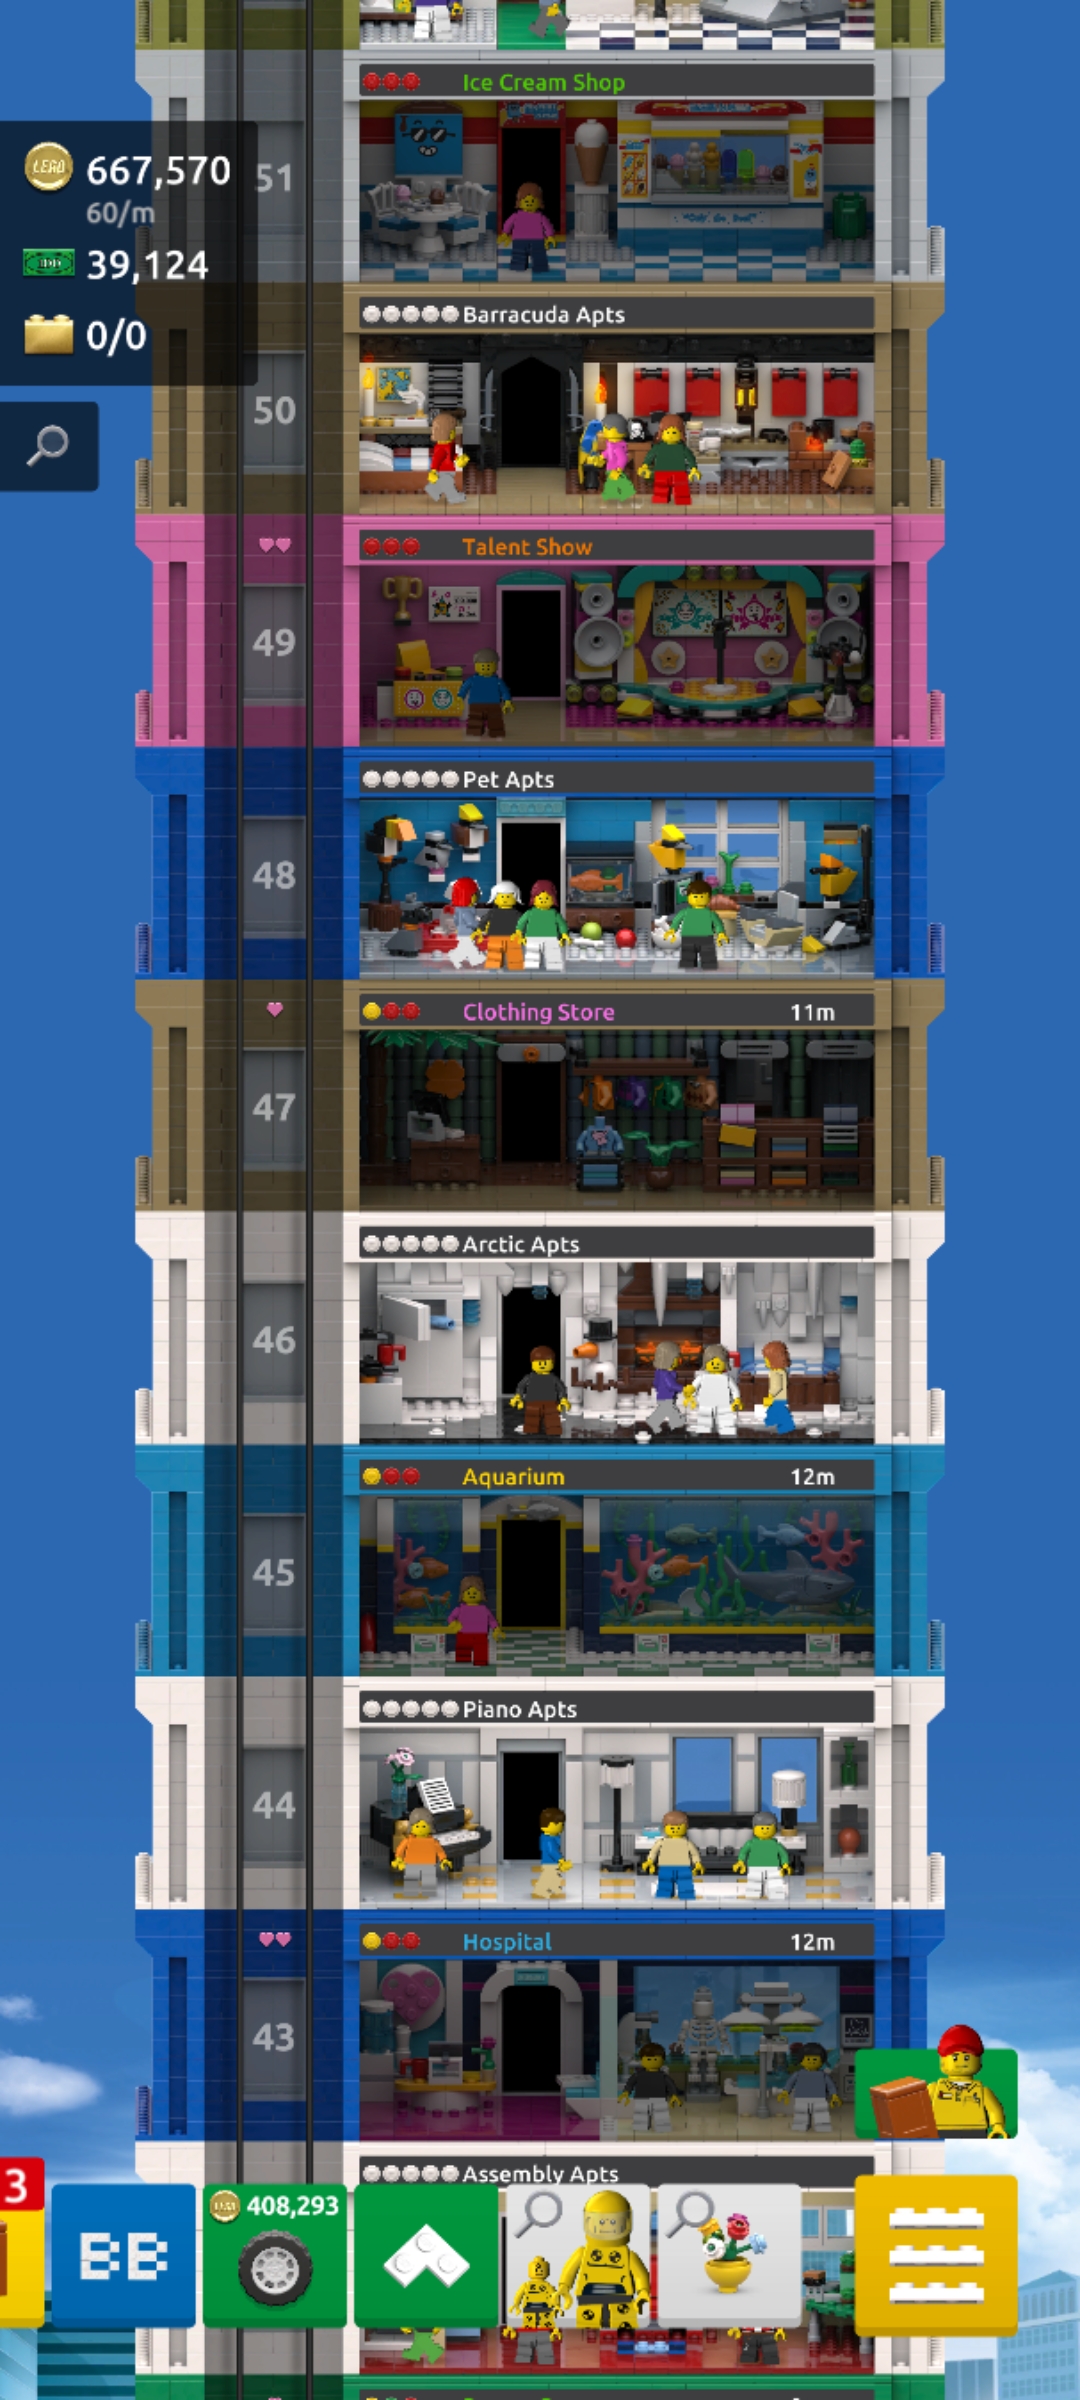 Ice Cream Shop
LEGO 667,570
60/m
51
39,124
0/0
Barracuda Apts
50
Talent Show
49
Pet Apts
48
Clothing Store 11m
47
Arctic Apts
46
Aquarium 12m
45
Piano Apts
44
Hospital 12m
43
Assembly Apts
3
BB
408,293